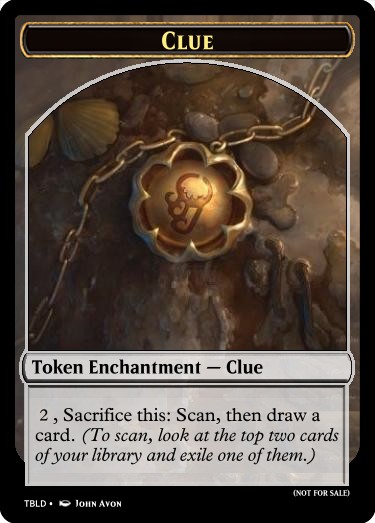 CLUE
Token Enchantment — Clue
2 , Sacrifice this: Scan, then draw a
card. (To scan, look at the top two cards
of your library and exile one of them.)
(NOT FOR SALE)
TBLD • JOHN AVON